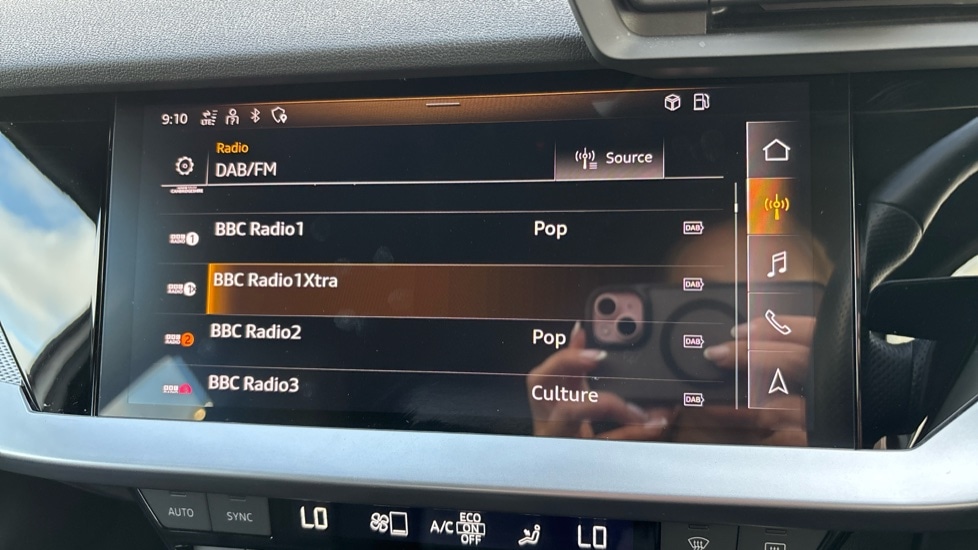 9:10 LTE
Radio
DAB/FM
Source
BBC Radio1 Pop DAB
BBC Radio1Xtra DAB
BBC Radio2 Pop DAB
BBC Radio3 Culture DAB
AUTO SYNC LO A/C ECO ON OFF LO